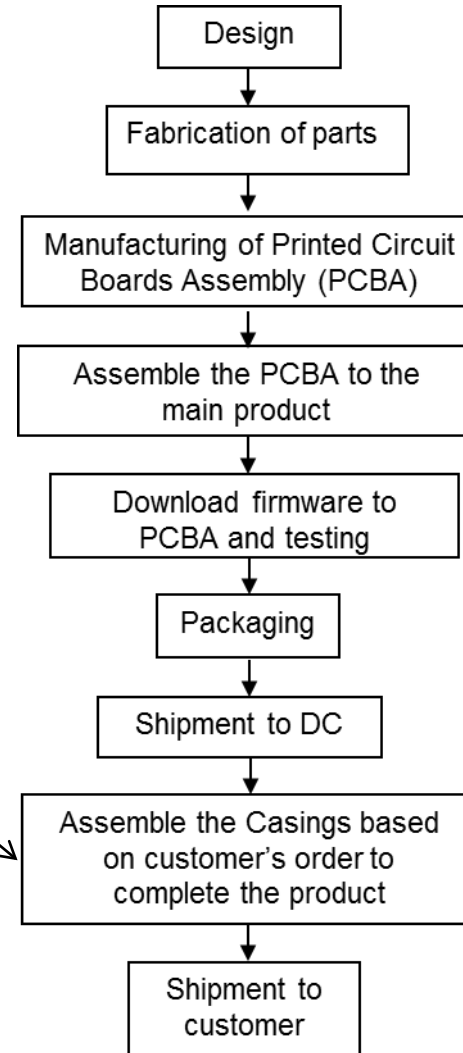 Design
Fabrication of parts
Manufacturing of Printed Circuit
Boards Assembly (PCBA)
Assemble the PCBA to the
main product
Download firmware to
PCBA and testing
Packaging
Shipment to DC
Assemble the Casings based
on customer's order to
complete the product
Shipment to
customer